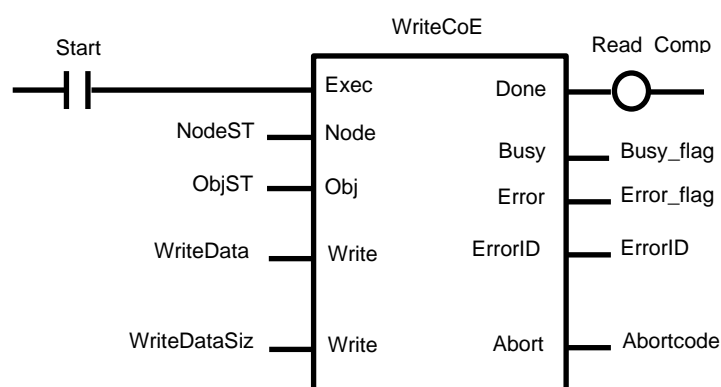 WriteCoE
Start
Read Comp
Exec
Done
NodeST
Node
Busy
Busy_flag
ObjST
Obj
Error
Error_flag
WriteData
Write
ErrorID
ErrorID
WriteDataSiz
Write
Abort
Abortcode